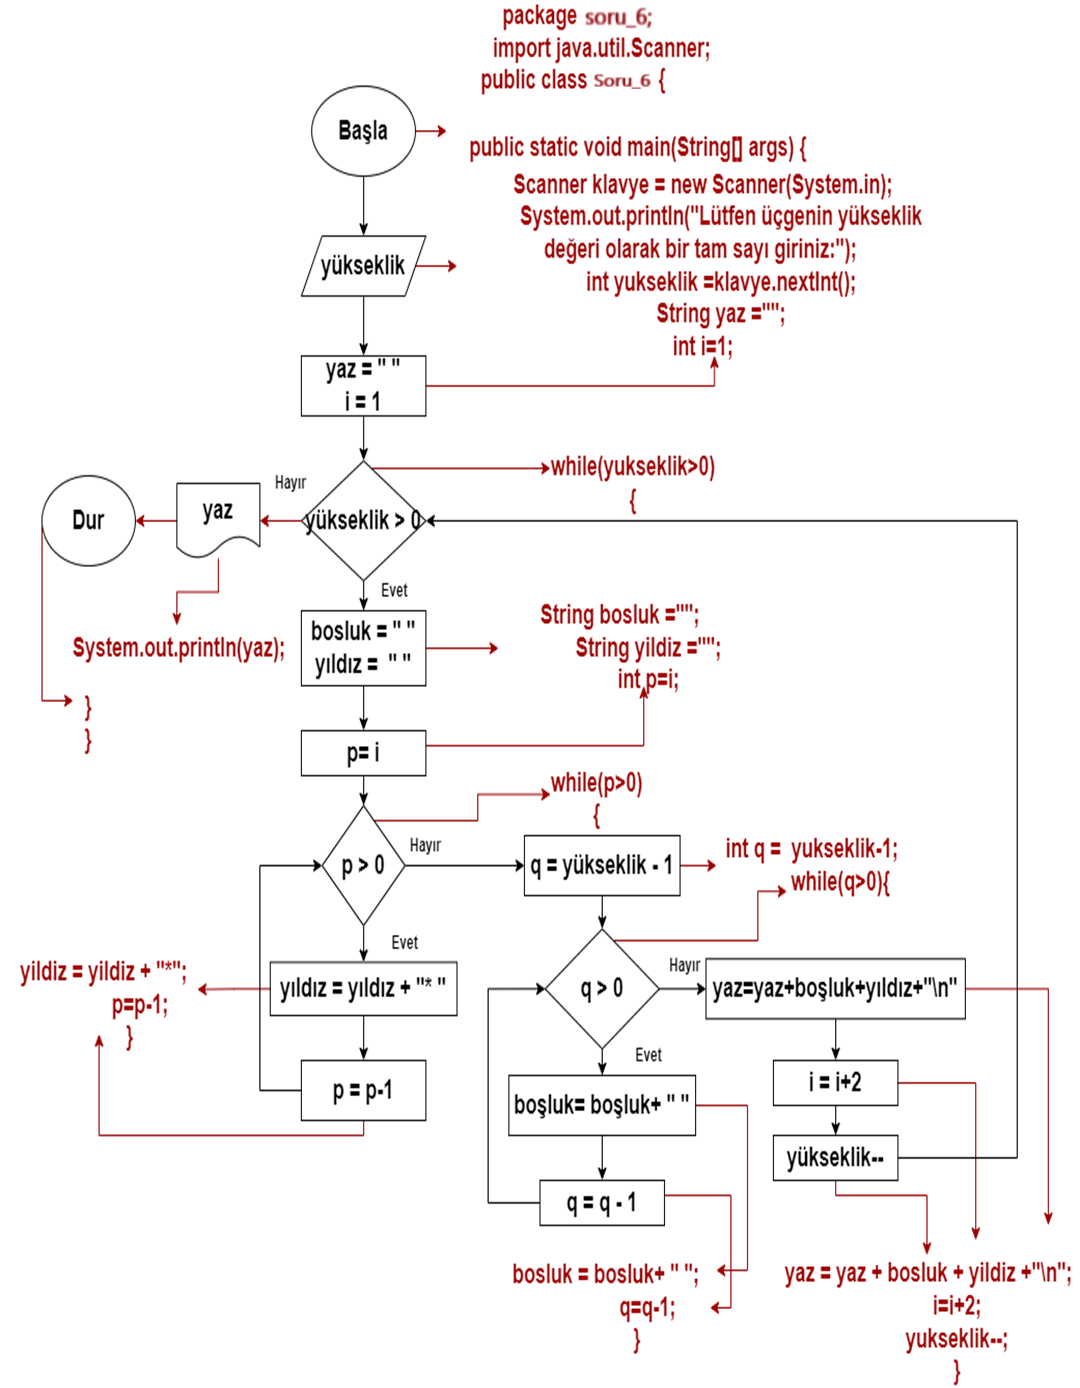 package soru_6;
import java.util.Scanner;
public class Soru_6 {
Başla
public static void main(String[] args) {
Scanner klavye = new Scanner(System.in);
System.out.println("Lütfen üçgenin yükseklik
değeri olarak bir tam sayı giriniz:");
yükseklik
int yukseklik =klavye.nextInt();
String yaz ="";
int i=1;
yaz = " "
i = 1
while(yukseklik>0)
{
Hayır
yükseklik > 0
yaz
Dur
Evet
System.out.println(yaz);
}
}
bosluk = " "
yıldız = " "
String bosluk ="";
String yildiz ="";
int p=i;
p= i
while(p>0)
{
p > 0
Hayır
q = yükseklik - 1
int q = yukseklik-1;
while(q>0){
Evet
yıldız = yıldız + "* "
yildiz = yildiz + "*";
p=p-1;
}
p = p-1
q > 0
Hayır
yaz=yaz+boşluk+yıldız+"\n"
Evet
boşluk= boşluk+ " "
i = i+2
q = q - 1
yükseklik--
bosluk = bosluk+ " ";
q=q-1;
}
yaz = yaz + bosluk + yildiz +"\n";
i=i+2;
yukseklik--;
}